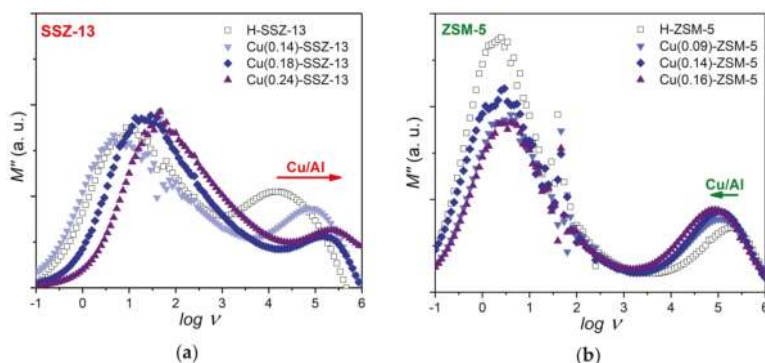 SSZ-13
H-SSZ-13
Cu(0.14)-SSZ-13
Cu(0.18)-SSZ-13
Cu(0.24)-SSZ-13
Cu/Al
M" (a. u.)
-1 0 1 2 3 4 5 6
log ν
(a)
ZSM-5
H-ZSM-5
Cu(0.09)-ZSM-5
Cu(0.14)-ZSM-5
Cu(0.16)-ZSM-5
Cu/Al
M" (a. u.)
-1 0 1 2 3 4 5 6
log ν
(b)